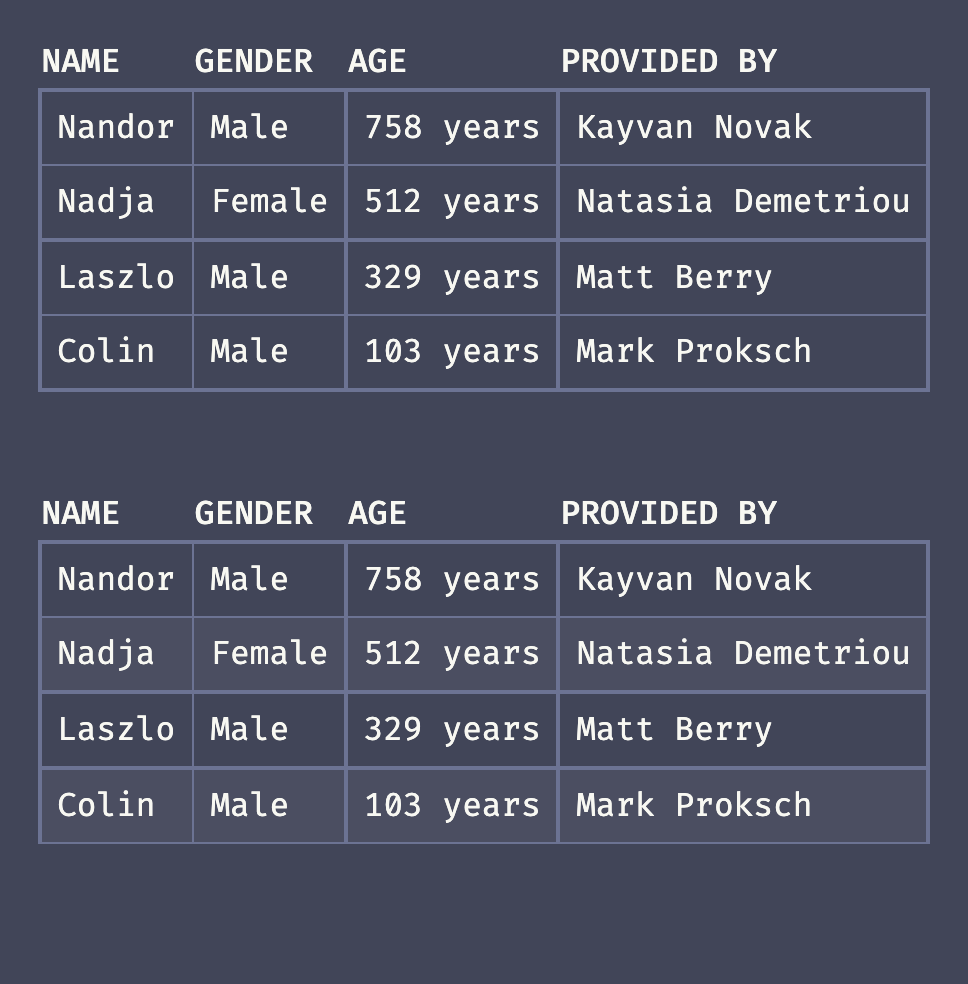 NAME GENDER AGE PROVIDED BY
Nandor Male 758 years Kayvan Novak
Nadja Female 512 years Natasia Demetriou
Laszlo Male 329 years Matt Berry
Colin Male 103 years Mark Proksch
NAME GENDER AGE PROVIDED BY
Nandor Male 758 years Kayvan Novak
Nadja Female 512 years Natasia Demetriou
Laszlo Male 329 years Matt Berry
Colin Male 103 years Mark Proksch